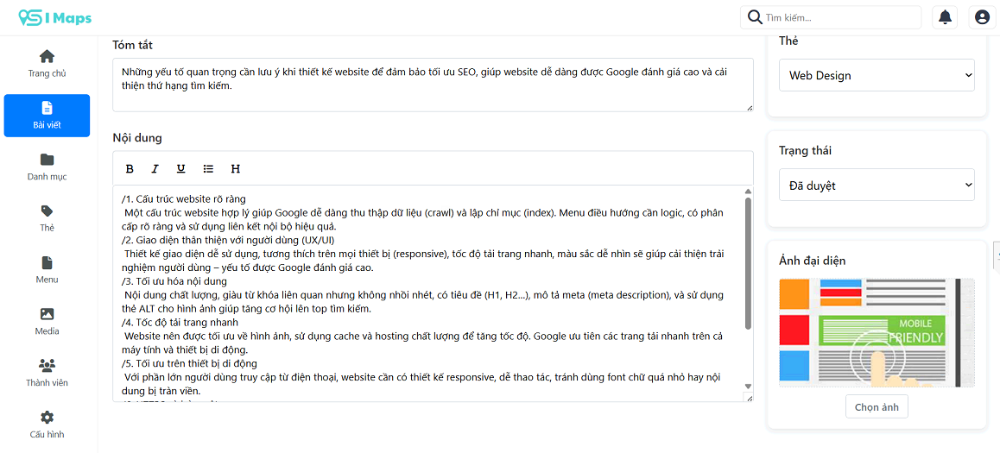 SI Maps
Tìm kiếm...
Trang chủ
Bài viết
Danh mục
Thẻ
Menu
Media
Thành viên
Cấu hình
Tóm tắt
Những yếu tố quan trọng cần lưu ý khi thiết kế website để đảm bảo tối ưu SEO, giúp website dễ dàng được Google đánh giá cao và cải
thiện thứ hạng tìm kiếm.
Nội dung
B I U H
/1. Cấu trúc website rõ ràng
Một cấu trúc website hợp lý giúp Google dễ dàng thu thập dữ liệu (crawl) và lập chỉ mục (index). Menu điều hướng cần logic, có phân
cấp rõ ràng và sử dụng liên kết nội bộ hiệu quả.
/2. Giao diện thân thiện với người dùng (UX/UI)
Thiết kế giao diện dễ sử dụng, tương thích trên mọi thiết bị (responsive), tốc độ tải trang nhanh, màu sắc dễ nhìn sẽ giúp cải thiện trải
nghiệm người dùng – yếu tố được Google đánh giá cao.
/3. Tối ưu hóa nội dung
Nội dung chất lượng, giàu từ khóa liên quan nhưng không nhồi nhét, có tiêu đề (H1, H2...), mô tả meta (meta description), và sử dụng
thẻ ALT cho hình ảnh giúp tăng cơ hội lên top tìm kiếm.
/4. Tốc độ tải trang nhanh
Website nên được tối ưu về hình ảnh, sử dụng cache và hosting chất lượng để tăng tốc độ. Google ưu tiên các trang tải nhanh trên cả
máy tính và thiết bị di động.
/5. Tối ưu trên thiết bị di động
Với phần lớn người dùng truy cập từ điện thoại, website cần có thiết kế responsive, dễ thao tác, tránh dùng font chữ quá nhỏ hay nội
dung bị tràn viền.
Thẻ
Web Design
Trạng thái
Đã duyệt
Ảnh đại diện
MOBILE
FRIENDLY
Chọn ảnh